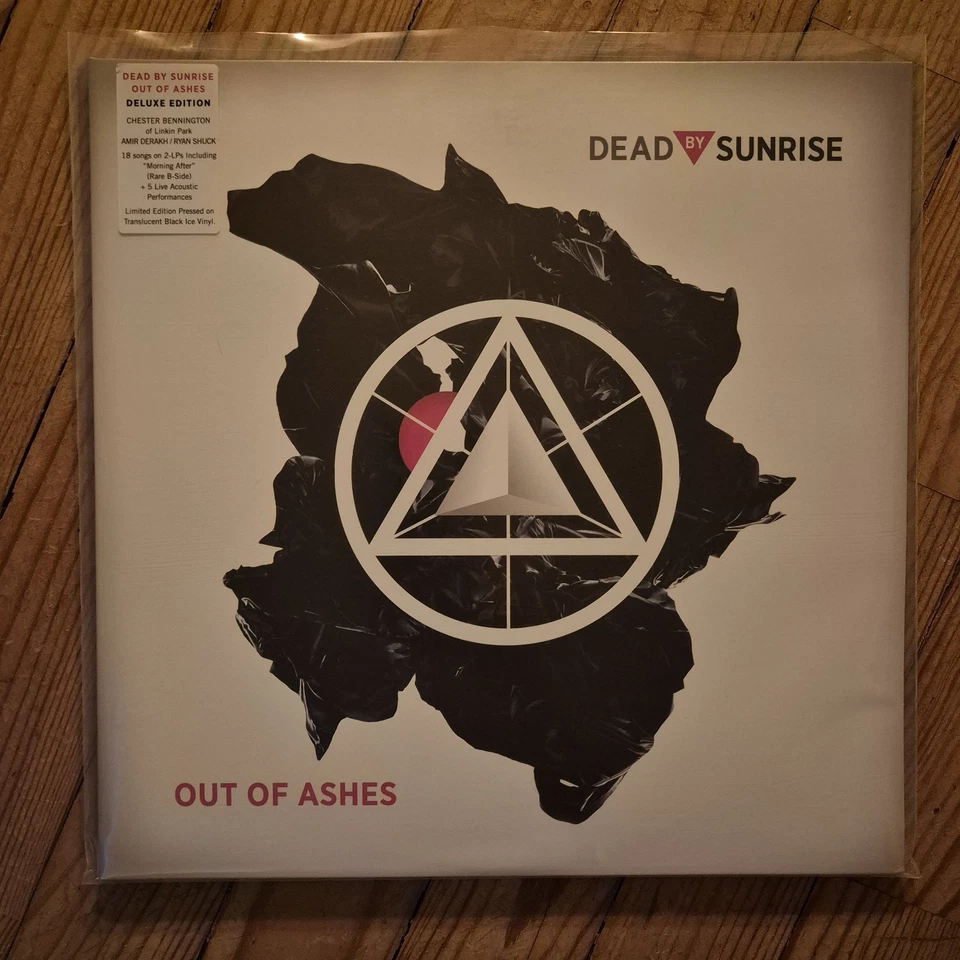 DEAD BY SUNRISE
OUT OF ASHES
DELUXE EDITION
CHESTER BENNINGTON
of Linkin Park
AMIR DERAKH / RYAN SHUCK
18 songs on 2-LPs Including
"Morning After"
(Rare B-Side)
+ 5 Live Acoustic
Performances
Limited Edition Pressed on
Translucent Black Ice Vinyl.
DEAD BY SUNRISE
OUT OF ASHES